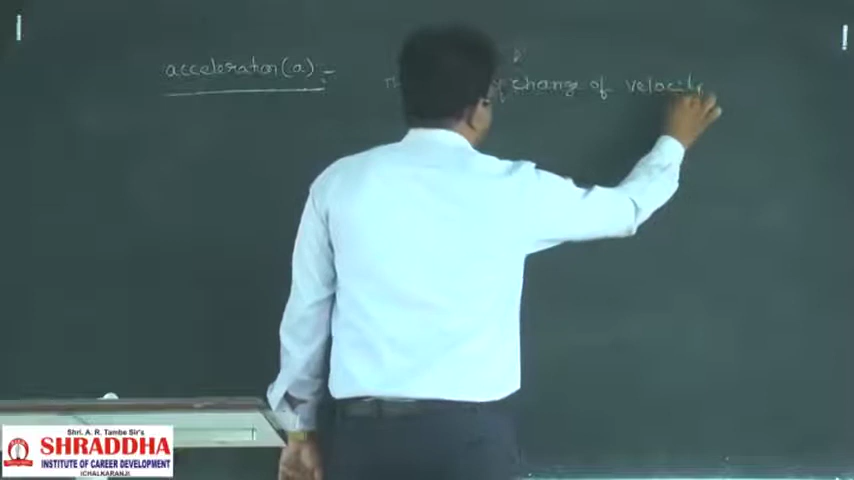 acceleration (a) :- change of velocity
Shri. A. R. Tambe Sir's
SHRADDHA
INSTITUTE OF CAREER DEVELOPMENT
ICHALKARANJI